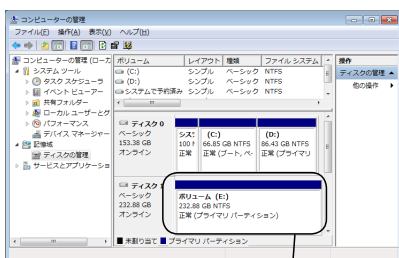 コンピューターの管理
ファイル(F) 操作(A) 表示(V) ヘルプ(H)
コンピューターの管理 (ローカ
システム ツール
タスク スケジューラ
イベント ビューアー
共有フォルダー
ローカル ユーザーとグ
パフォーマンス
デバイス マネージャー
記憶域
ディスクの管理
サービスとアプリケーショ
ボリューム レイアウト 種類 ファイル システム
(C:) シンプル ベーシック NTFS
(D:) シンプル ベーシック NTFS
システムで予約済み シンプル ベーシック NTFS
ディスク 0
ベーシック
153.38 GB
オンライン
シス
100
正常
(C:)
66.85 GB NTFS
正常 (ブート, ペー
(D:)
86.43 GB NTFS
正常 (プライマリ
ディスク 1
ベーシック
232.88 GB
オンライン
ボリューム (E:)
232.88 GB NTFS
正常 (プライマリ パーティション)
未割り当て プライマリ パーティション
操作
ディスクの管理
他の操作